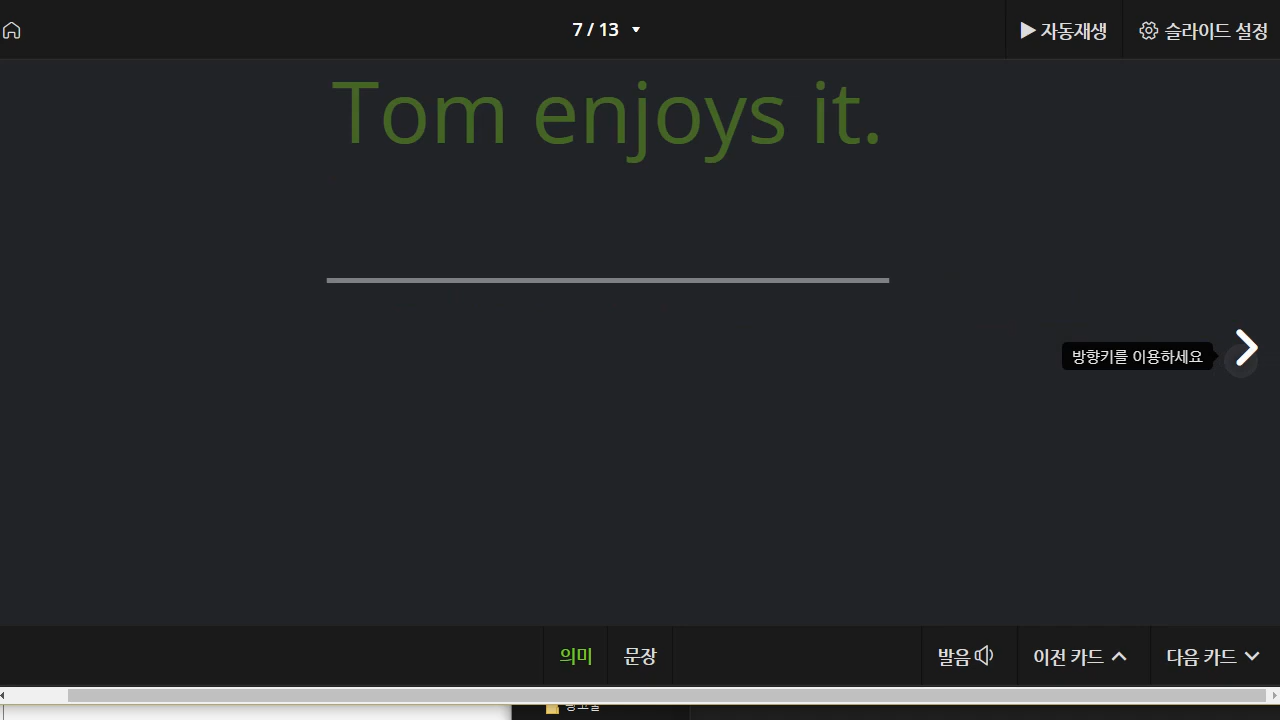 7 / 13
자동재생
슬라이드 설정
Tom enjoys it.
방향키를 이용하세요
의미
문장
발음
이전 카드
다음 카드